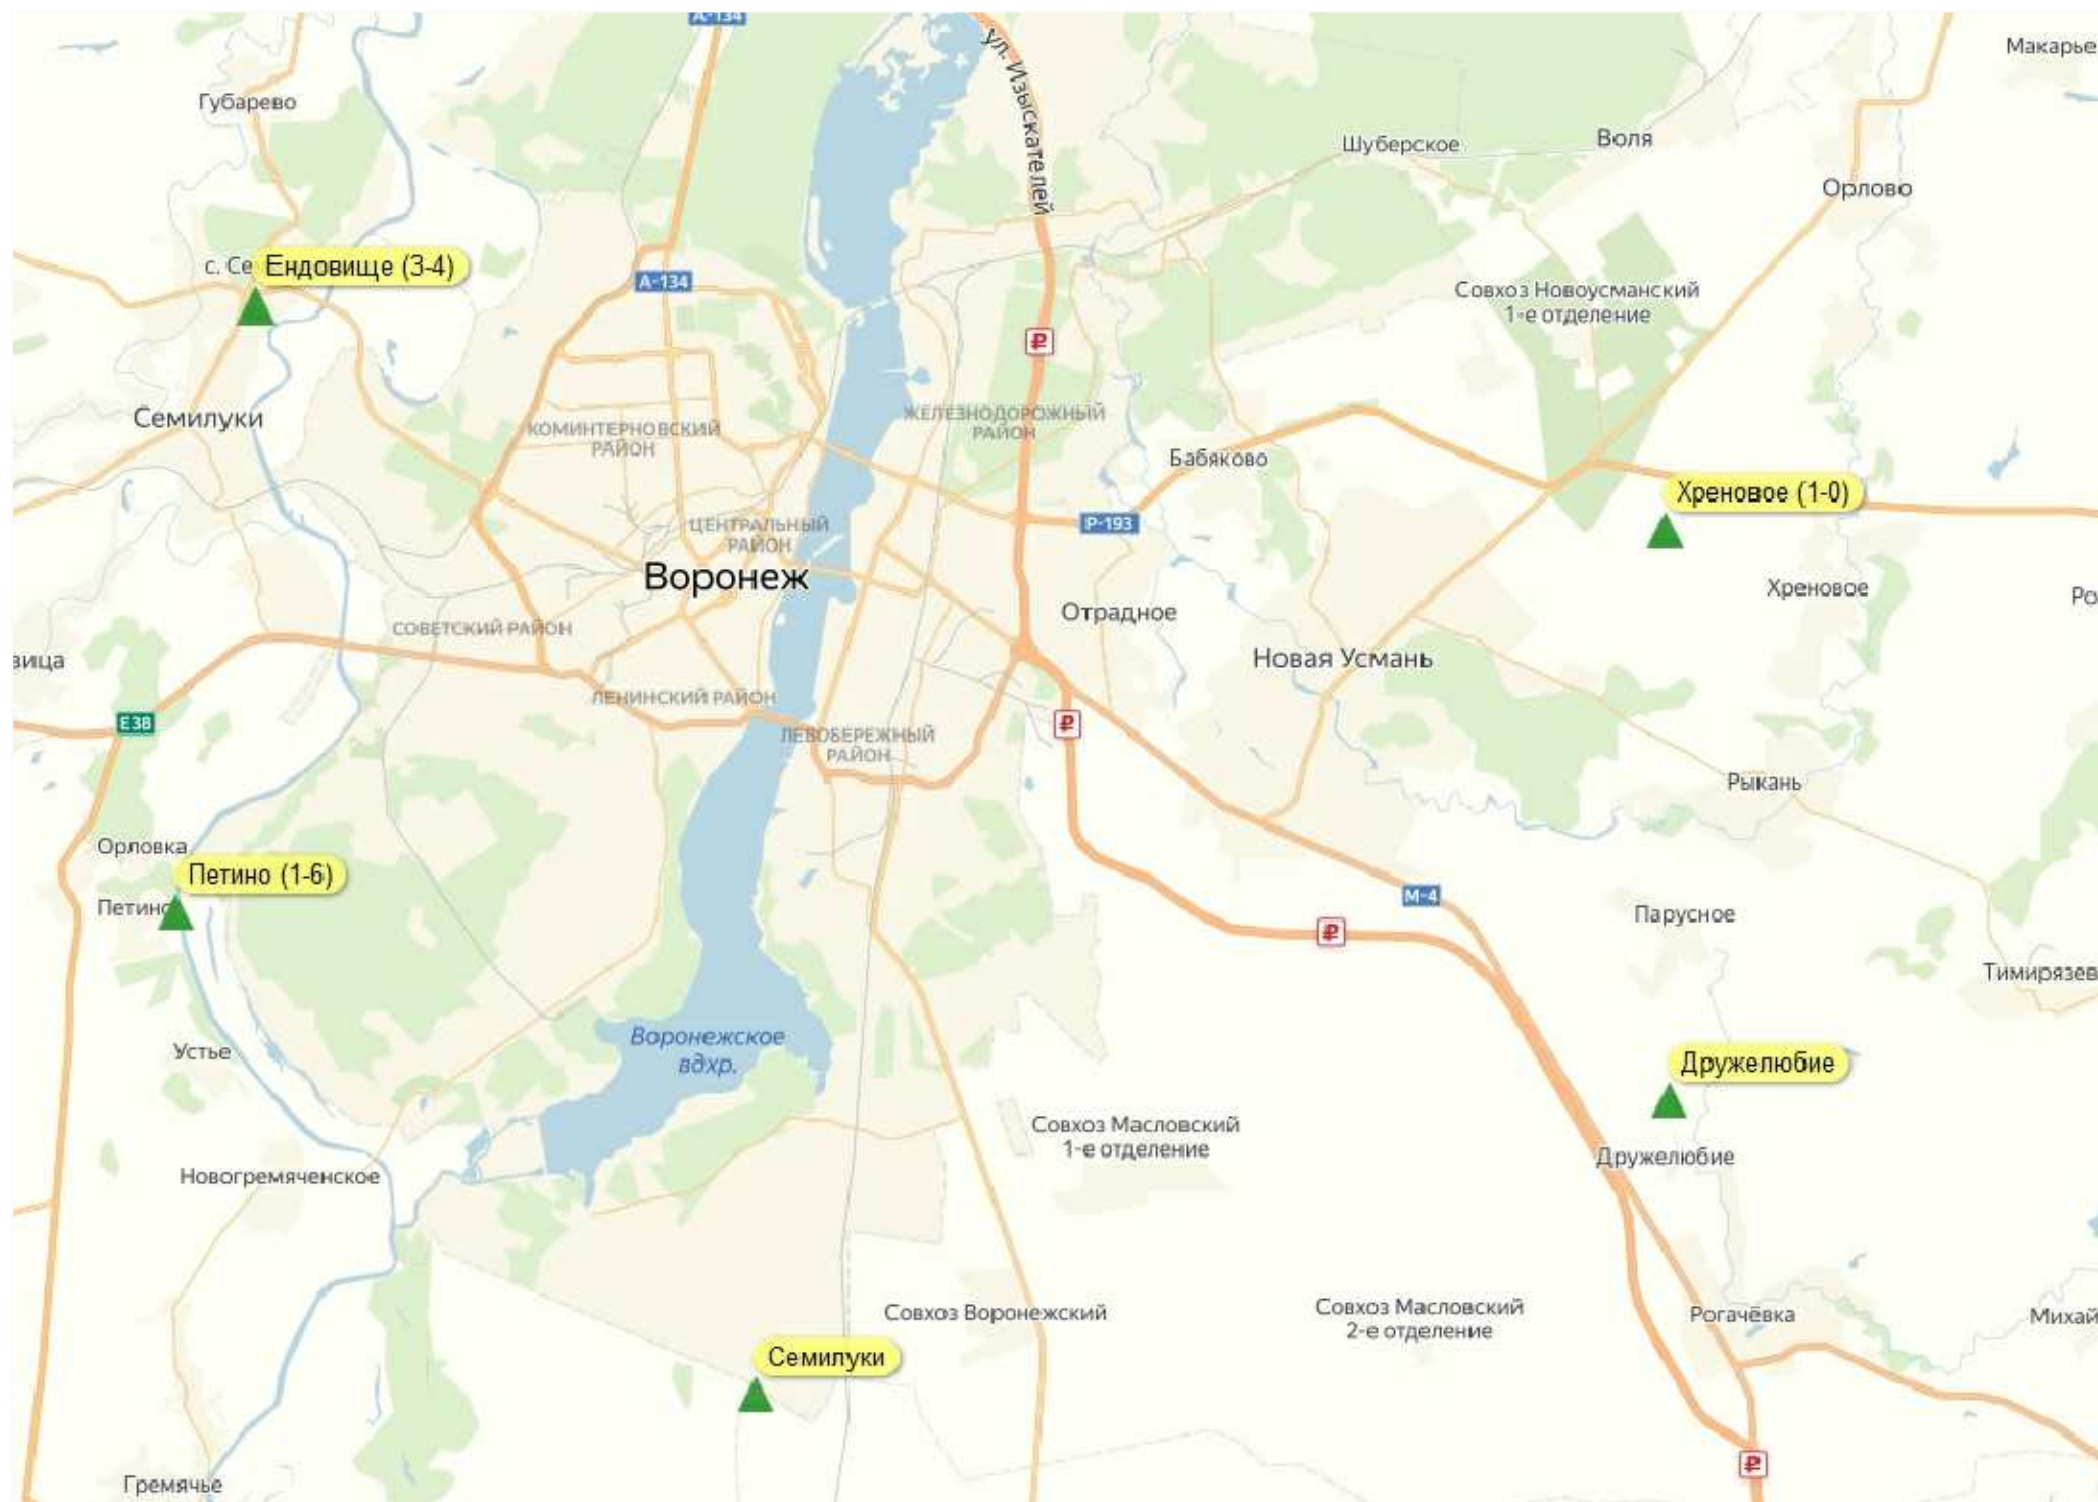 А-134
ул. Изыскателей
Макарье
Губарево
Шуберское
Воля
Орлово
с. Се
Ендовище (3-4)
А-134
Совхоз Новоусманский
1-е отделение
₽
Семилуки
КОМИНТЕРНОВСКИЙ
РАЙОН
ЖЕЛЕЗНОДОРОЖНЫЙ
РАЙОН
Бабяково
Хреновое (1-0)
ЦЕНТРАЛЬНЫЙ
РАЙОН
Р-193
Воронеж
Хреновое
Ро
Отрадное
СОВЕТСКИЙ РАЙОН
вица
Новая Усмань
ЛЕНИНСКИЙ РАЙОН
Е38
₽
ЛЕВОБЕРЕЖНЫЙ
РАЙОН
Рыкань
Орловка
Петино (1-6)
М-4
Петино
Парусное
₽
Тимирязев
Воронежское
вдхр.
Устье
Дружелюбие
Совхоз Масловский
1-е отделение
Дружелюбие
Новогремяченское
Совхоз Воронежский
Совхоз Масловский
2-е отделение
Рогачёвка
Михай
Семилуки
₽
Гремячье